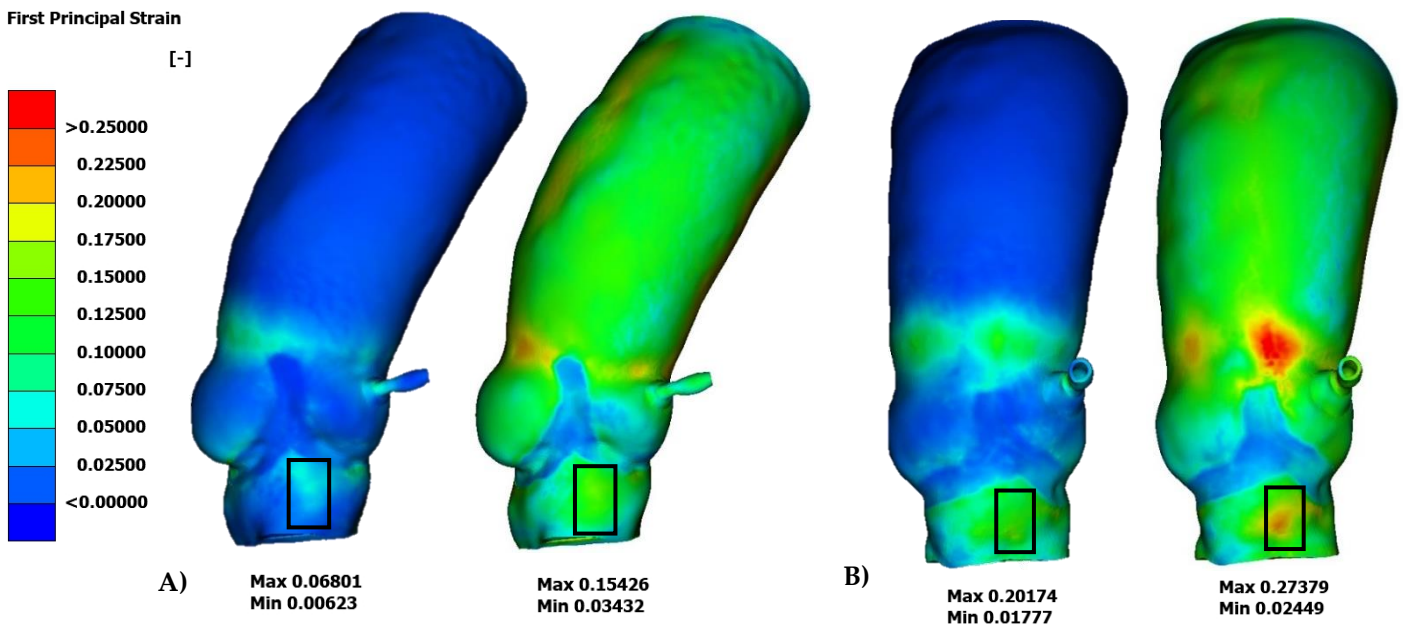 First Principal Strain
[-]
>0.25000
0.22500
0.20000
0.17500
0.15000
0.12500
0.10000
0.07500
0.05000
0.02500
<0.00000
A)
Max 0.06801
Min 0.00623
Max 0.15426
Min 0.03432
B)
Max 0.20174
Min 0.01777
Max 0.27379
Min 0.02449